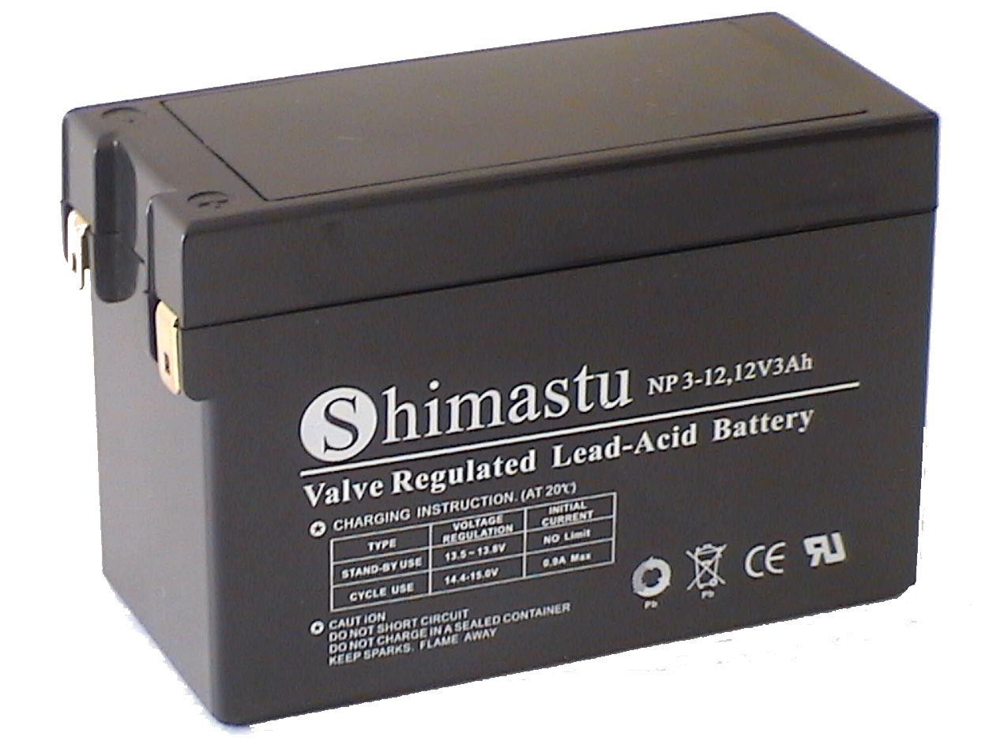 Shimastu NP 3-12,12V3Ah
Valve Regulated Lead-Acid Battery
CHARGING INSTRUCTION. (AT 20℃)
TYPE VOLTAGE REGULATION INITIAL CURRENT
STAND-BY USE 13.5~13.8V NO Limit
CYCLE USE 14.4-15.0V 0.9A Max
CAUTION
DO NOT SHORT CIRCUIT
DO NOT CHARGE IN A SEALED CONTAINER
KEEP SPARKS. FLAME AWAY
Pb Pb CE